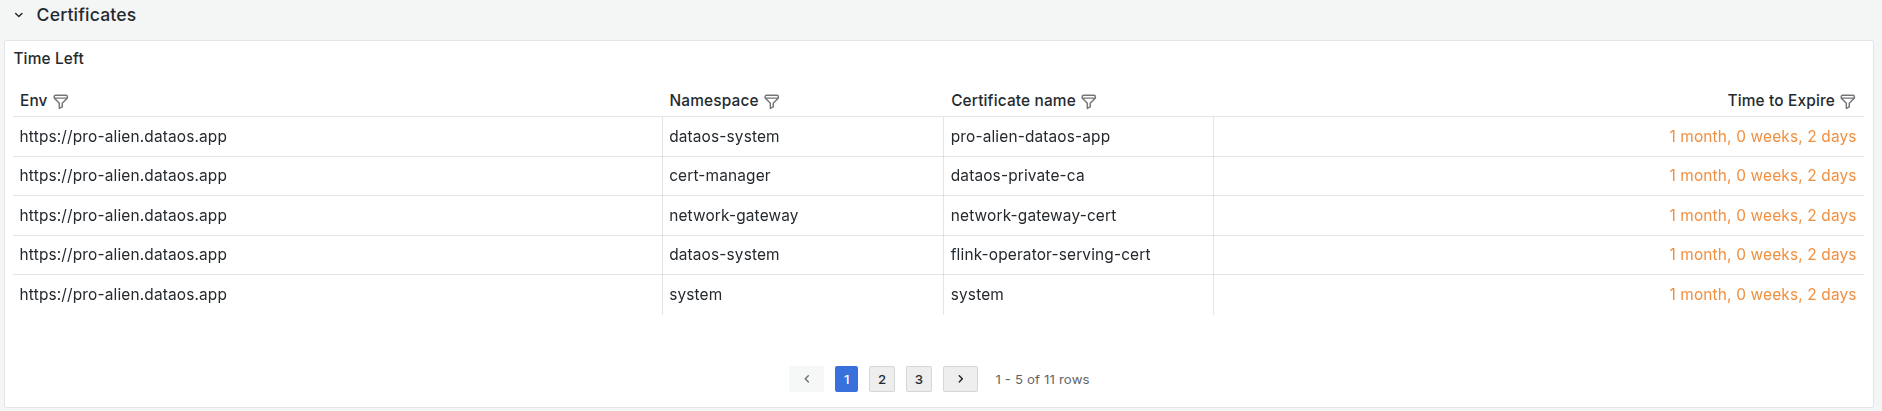 Certificates
Time Left
Env Namespace Certificate name Time to Expire
https://pro-alien.dataos.app dataos-system pro-alien-dataos-app 1 month, 0 weeks, 2 days
https://pro-alien.dataos.app cert-manager dataos-private-ca 1 month, 0 weeks, 2 days
https://pro-alien.dataos.app network-gateway network-gateway-cert 1 month, 0 weeks, 2 days
https://pro-alien.dataos.app dataos-system flink-operator-serving-cert 1 month, 0 weeks, 2 days
https://pro-alien.dataos.app system system 1 month, 0 weeks, 2 days
1 2 3 1 - 5 of 11 rows